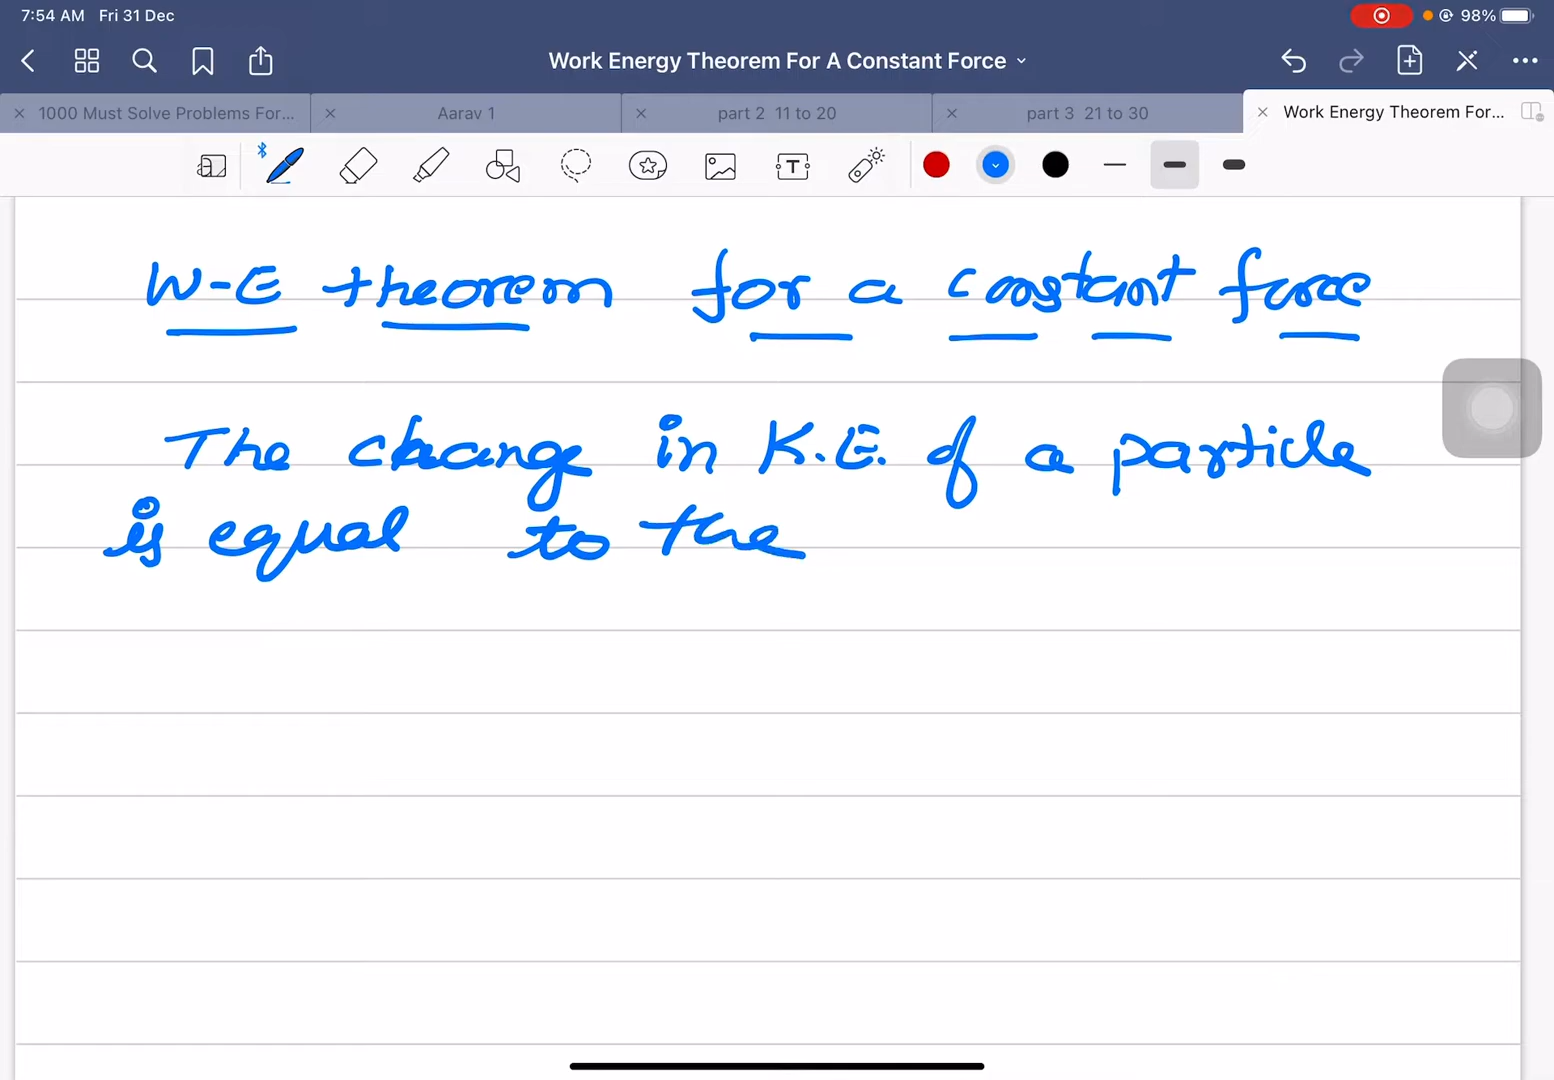 7:54 AM Fri 31 Dec
98%
Work Energy Theorem For A Constant Force
1000 Must Solve Problems For...
Aarav 1
part 2 11 to 20
part 3 21 to 30
Work Energy Theorem For...
W-E theorem for a constant force
The change in K.E. of a particle
is equal to the